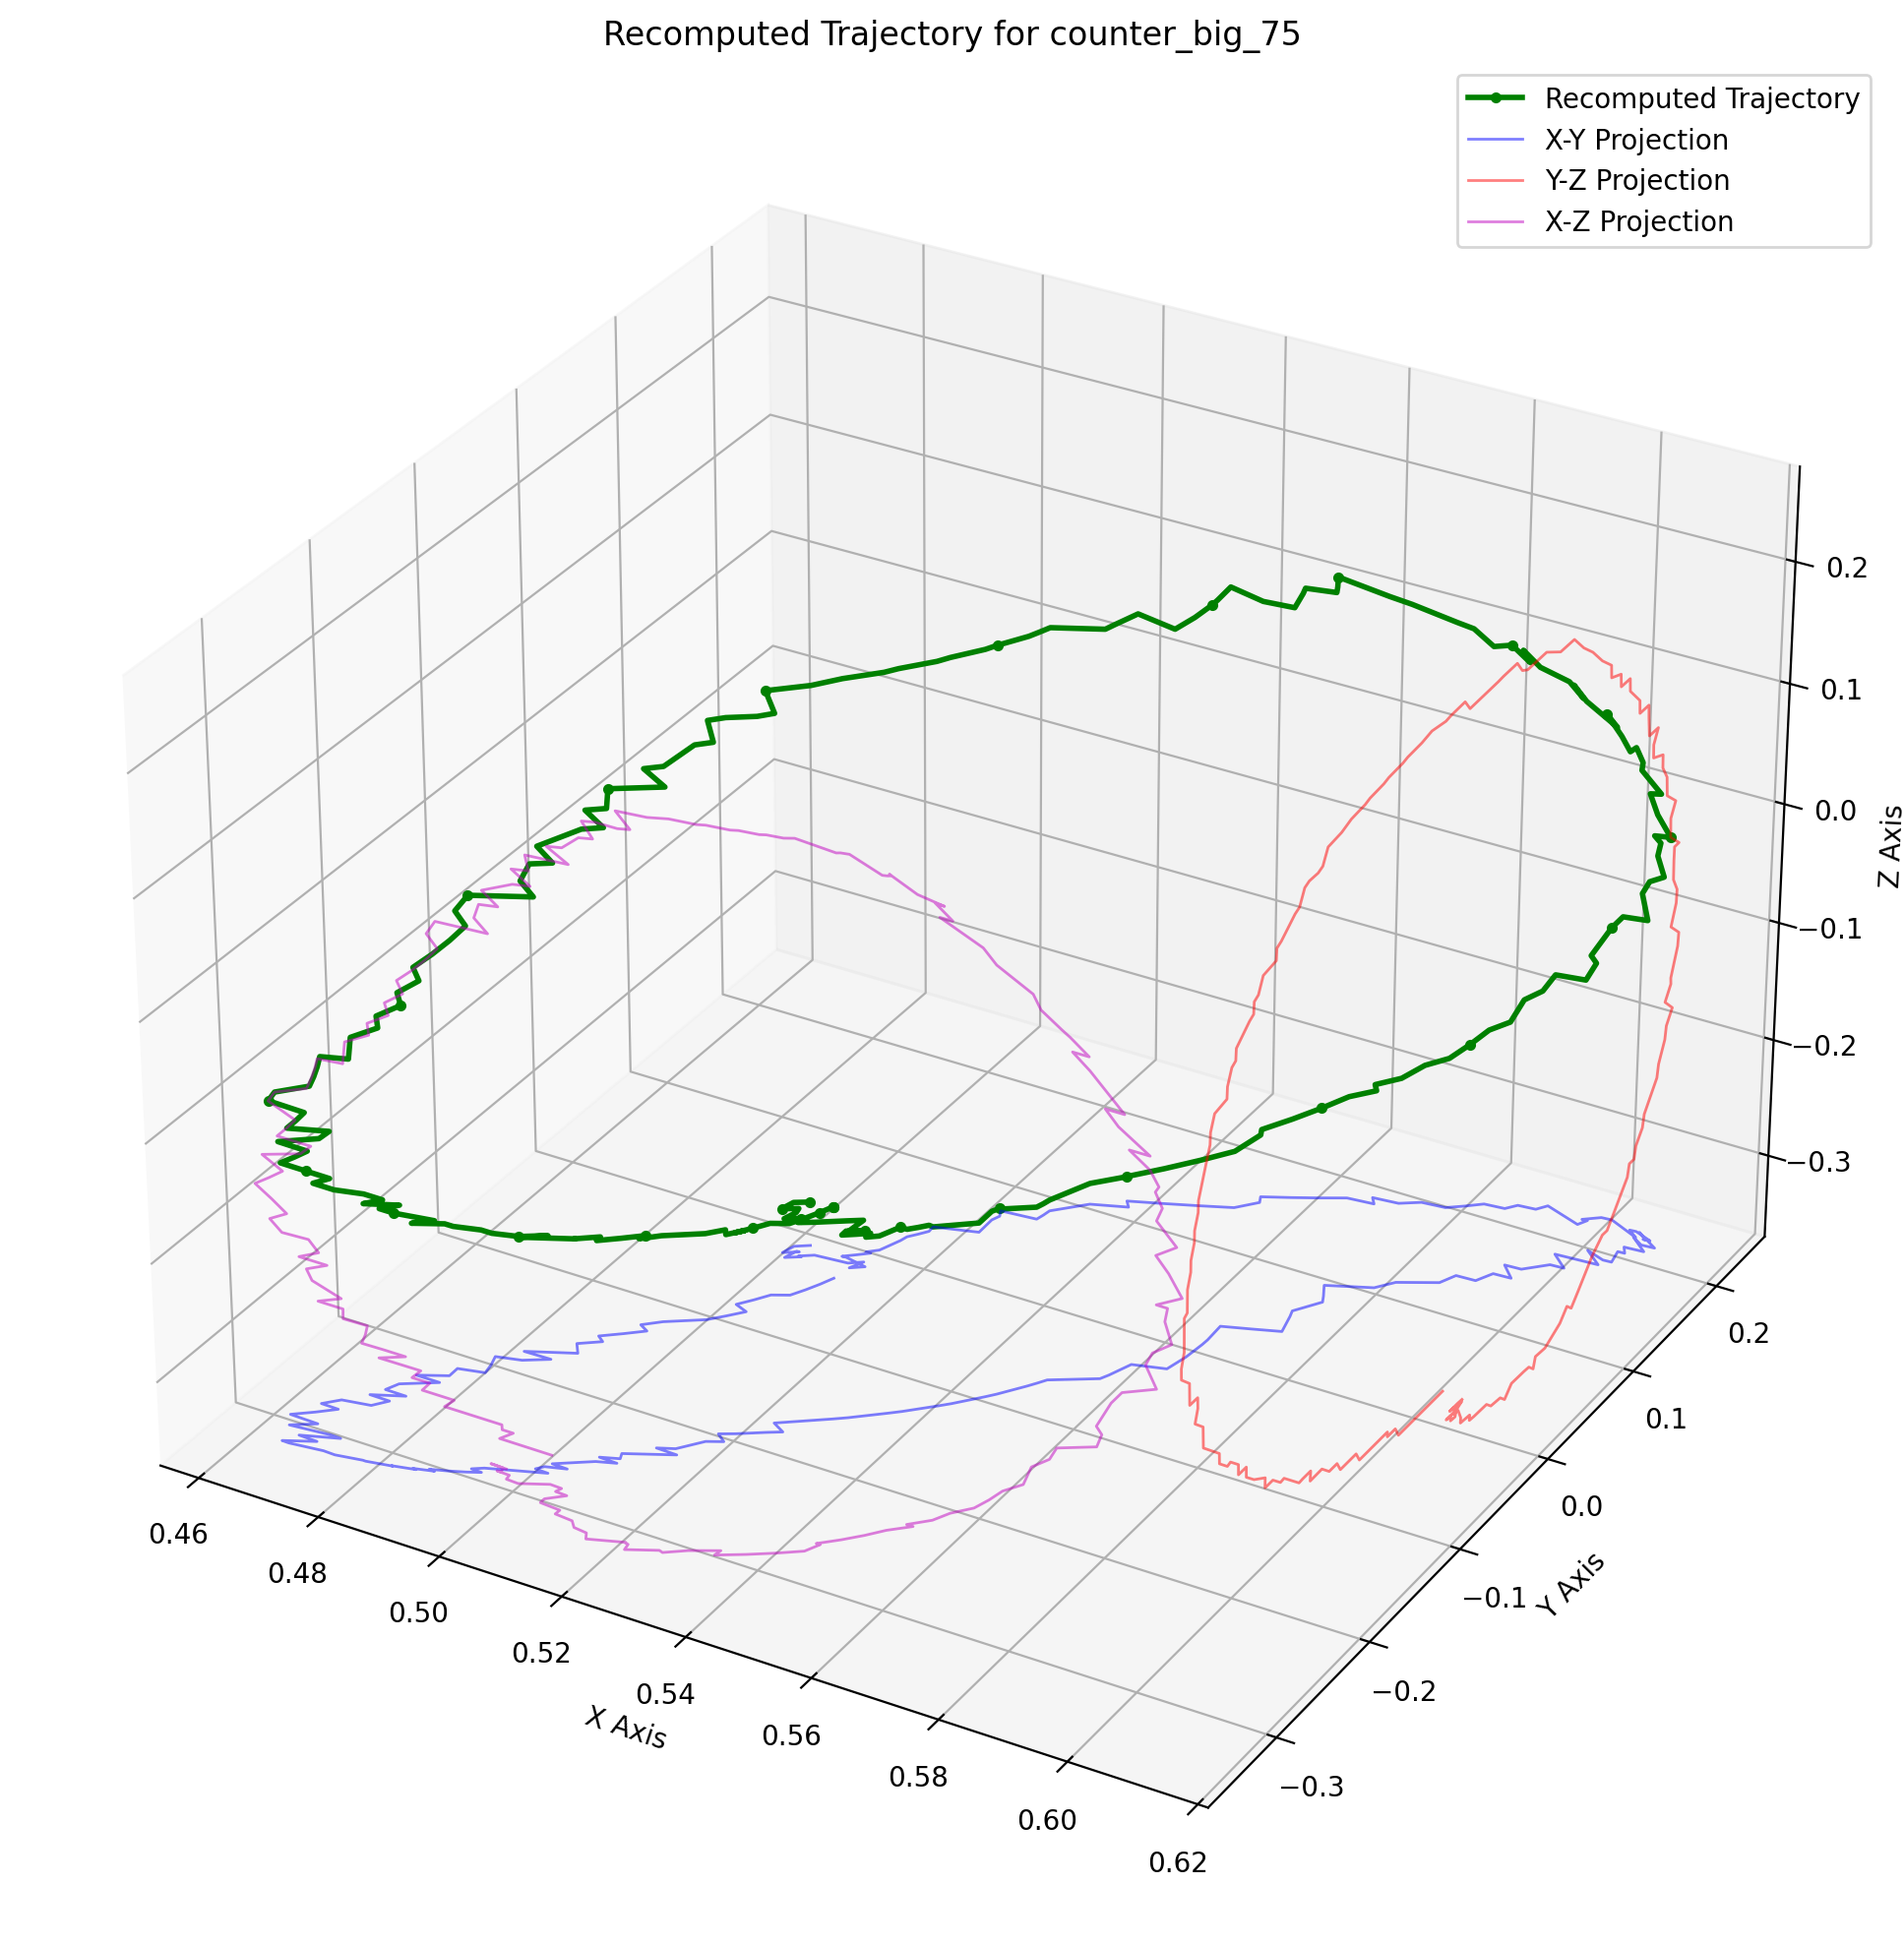 Recomputed Trajectory for counter_big_75
Recomputed Trajectory
X-Y Projection
Y-Z Projection
X-Z Projection
0.2
0.1
0.0
−0.1
−0.2
−0.3
Z Axis
0.2
0.1
0.0
−0.1
−0.2
−0.3
Y Axis
0.46
0.48
0.50
0.52
0.54
0.56
0.58
0.60
0.62
X Axis